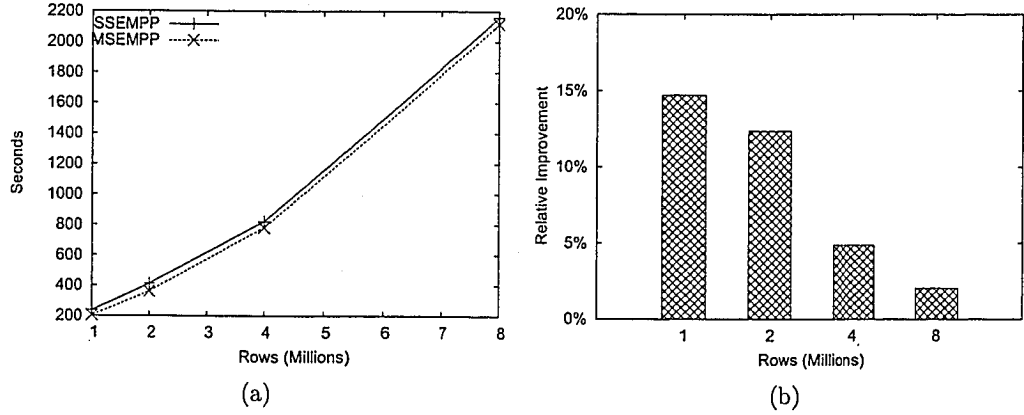 2200
2000
1800
1600
1400
1200
1000
800
600
400
200
Seconds
SSEMPP
MSEMPP
1 2 3 4 5 6 7 8
Rows (Millions)
(a)
20%
15%
10%
5%
0%
Relative Improvement
1 2 4 8
Rows (Millions)
(b)